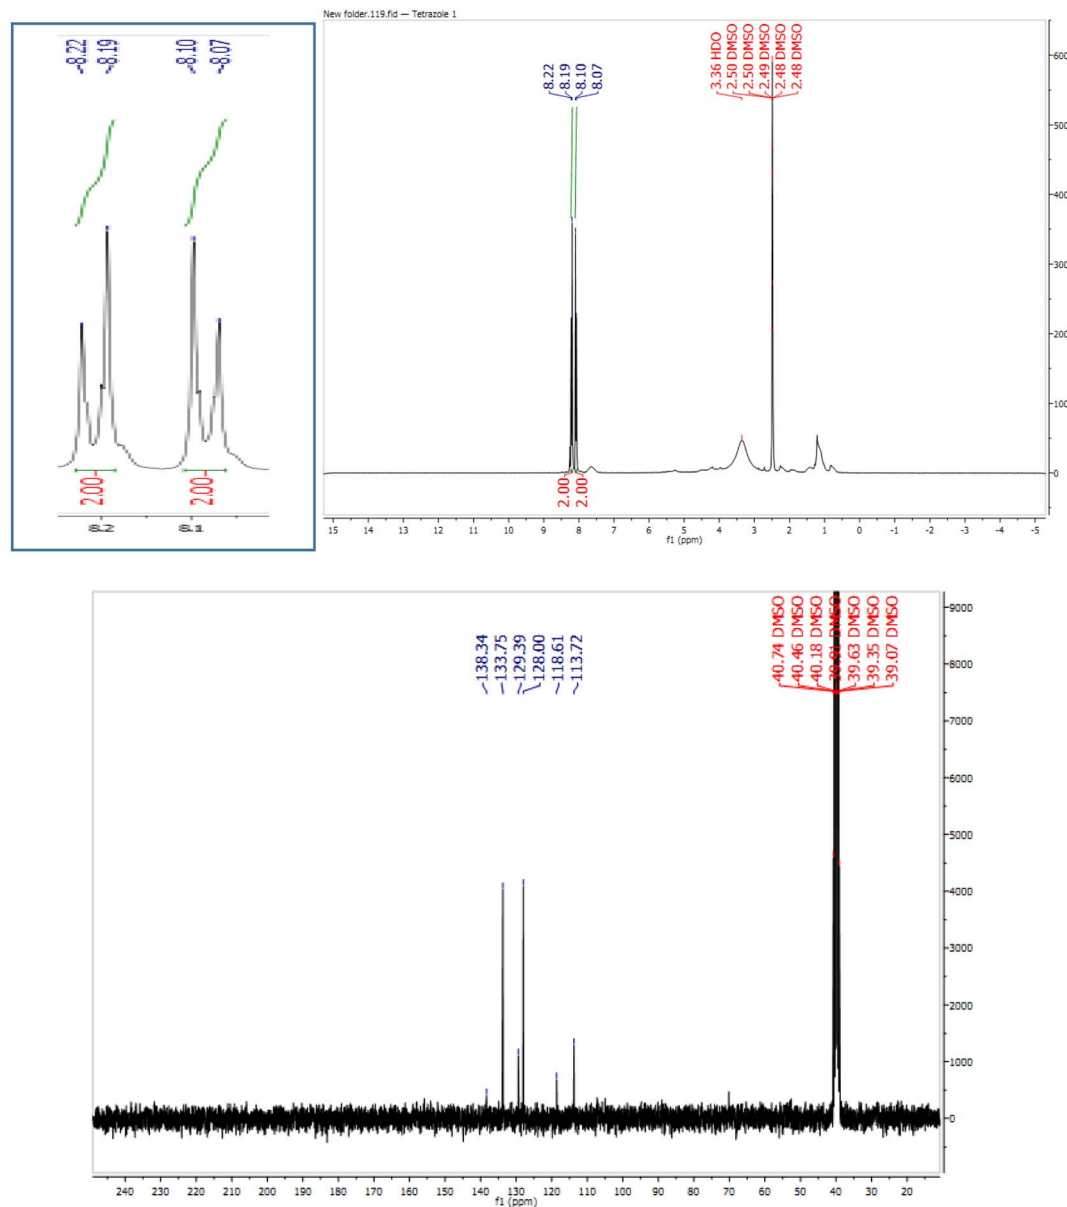 8.22
8.19
8.10
8.07
2.00
2.00
8.2
New folder.119.fid — Tetrazole 1
8.22
8.19
8.10
8.07
3.36 HDO
2.50 DMSO
2.50 DMSO
2.49 DMSO
2.48 DMSO
2.48 DMSO
600
500
400
300
200
100
0
2.00
2.00
15 14 13 12 11 10 9 8 7 6 5 4 3 2 1 0 -1 -2 -3 -4 -5
f1 (ppm)
138.34
133.75
129.39
128.00
118.61
113.72
40.74 DMSO
40.46 DMSO
40.18 DMSO
DMSO
39.63 DMSO
39.35 DMSO
39.07 DMSO
9000
8000
7000
6000
5000
4000
3000
2000
1000
0
240 230 220 210 200 190 180 170 160 150 140 130 120 110 100 90 80 70 60 50 40 30 20
f1 (ppm)